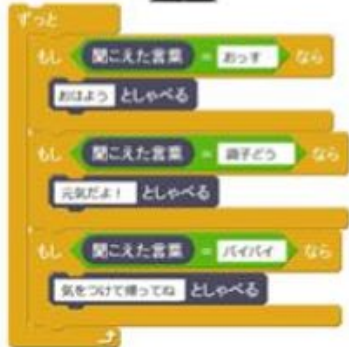 ずっと
もし 聞こえた言葉 = おっす なら
おはよう としゃべる
もし 聞こえた言葉 = 調子どう なら
元気だよ! としゃべる
もし 聞こえた言葉 = バイバイ なら
気をつけて帰ってね としゃべる